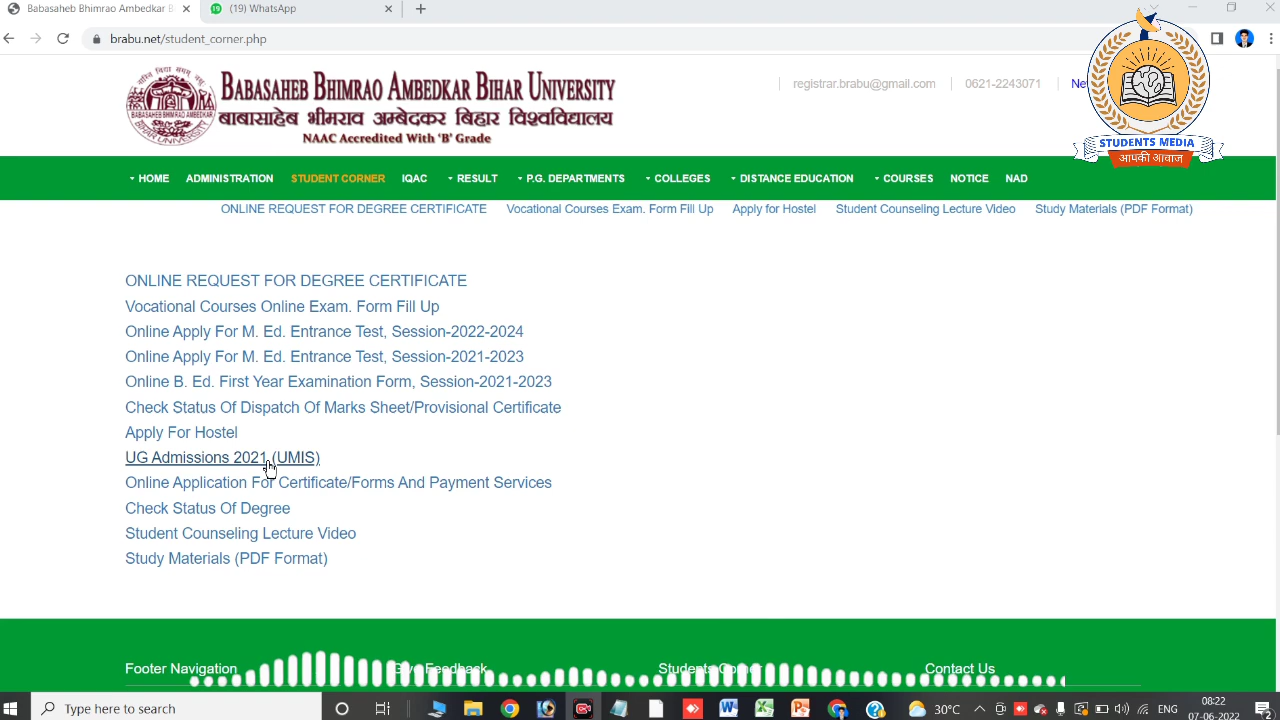 Babasaheb Bhimrao Ambedkar B
(19) WhatsApp
brabu.net/student_corner.php
BABASAHEB BHIMRAO AMBEDKAR BIHAR UNIVERSITY
बाबासाहेब भीमराव अम्बेदकर बिहार विश्वविद्यालय
NAAC Accredited With 'B' Grade
registrar.brabu@gmail.com
0621-2243071
STUDENTS MEDIA
आपकी आवाज
HOME ADMINISTRATION STUDENT CORNER IQAC RESULT P.G. DEPARTMENTS COLLEGES DISTANCE EDUCATION COURSES NOTICE NAD
ONLINE REQUEST FOR DEGREE CERTIFICATE Vocational Courses Exam. Form Fill Up Apply for Hostel Student Counseling Lecture Video Study Materials (PDF Format)
ONLINE REQUEST FOR DEGREE CERTIFICATE
Vocational Courses Online Exam. Form Fill Up
Online Apply For M. Ed. Entrance Test, Session-2022-2024
Online Apply For M. Ed. Entrance Test, Session-2021-2023
Online B. Ed. First Year Examination Form, Session-2021-2023
Check Status Of Dispatch Of Marks Sheet/Provisional Certificate
Apply For Hostel
UG Admissions 2021 (UMIS)
Online Application For Certificate/Forms And Payment Services
Check Status Of Degree
Student Counseling Lecture Video
Study Materials (PDF Format)
Footer Navigation
Give Feedback
Students Corner
Contact Us
Type here to search
30°C
ENG
08:22
07-06-2022
2